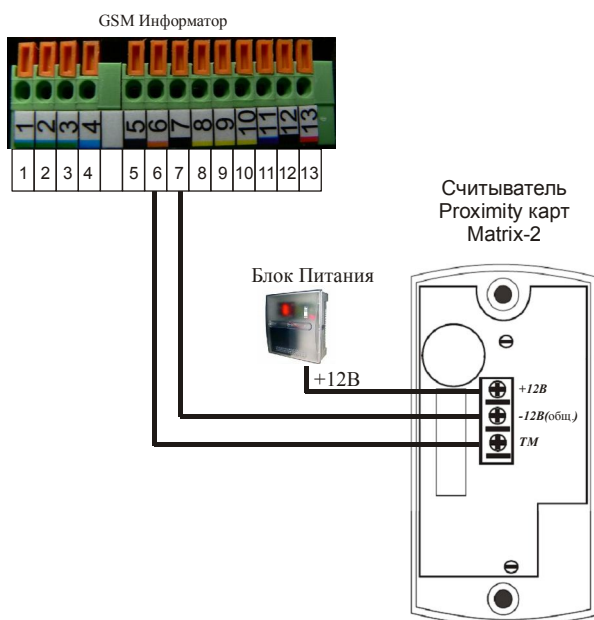 GSM Информатор
1 2 3 4 5 6 7 8 9 10 11 12 13
1 2 3 4 5 6 7 8 9 10 11 12 13
Считыватель
Proximity карт
Matrix-2
Блок Питания
+12В
+12В
-12В(общ.)
ТМ